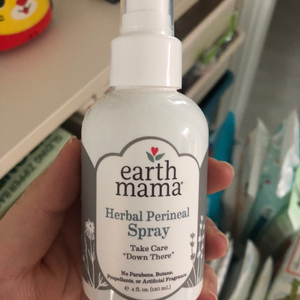 earth
mama®
Herbal Perineal
Spray
Take Care
"Down There"
No Parabens, Butane,
Propellants, or Artificial Fragrance
℮ 4 fl. oz. (120 mL)